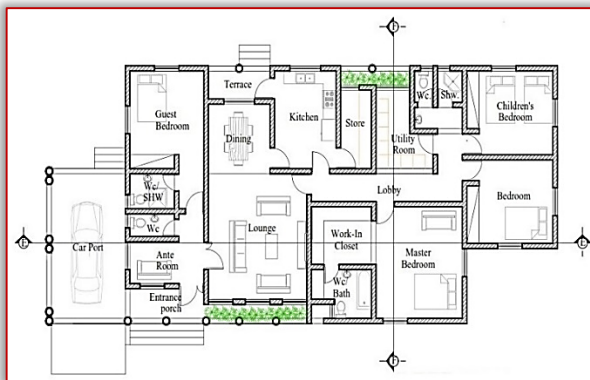 Terrace
Guest
Bedroom
Kitchen
Dining
Store
Utility
Room
Wc
Shw.
Children's
Bedroom
Wc/
SHW
Wc
Lobby
Bedroom
Lounge
Car Port
Ante
Room
Work-In
Closet
Master
Bedroom
Wc/
Bath
Entrance
porch